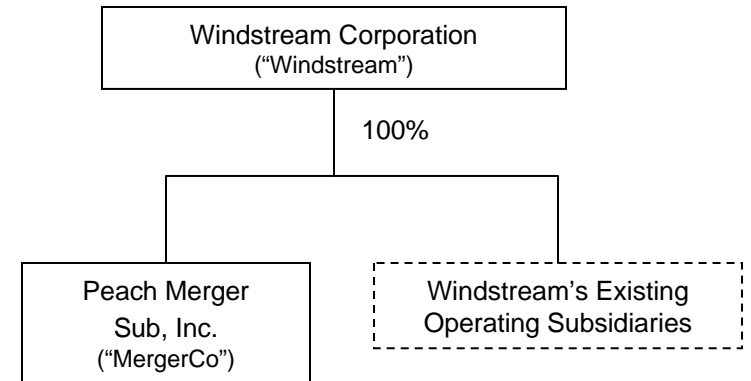 Windstream Corporation
(“Windstream”)
100%
Peach Merger
Sub, Inc.
(“MergerCo”)
Windstream’s Existing
Operating Subsidiaries